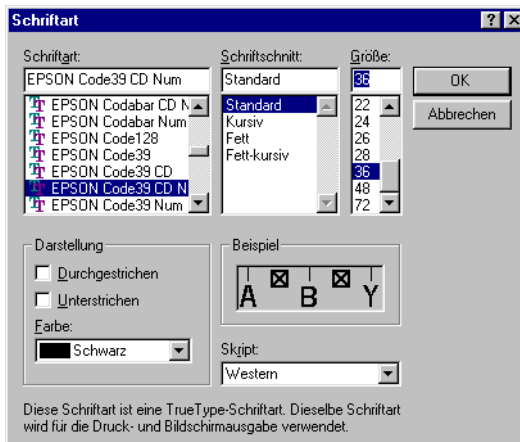 Schriftart
Schriftart:
EPSON Code39 CD Num
EPSON Codabar CD N
EPSON Codabar Num
EPSON Code128
EPSON Code39
EPSON Code39 CD
EPSON Code39 CD N
EPSON Code39 Num
Schriftschnitt:
Standard
Standard
Kursiv
Fett
Fett-kursiv
Größe:
36
22
24
26
28
36
48
72
OK
Abbrechen
Darstellung
Durchgestrichen
Unterstrichen
Farbe:
Schwarz
Beispiel
A B Y
Skript:
Western
Diese Schriftart ist eine TrueType-Schriftart. Dieselbe Schriftart
wird für die Druck- und Bildschirmausgabe verwendet.